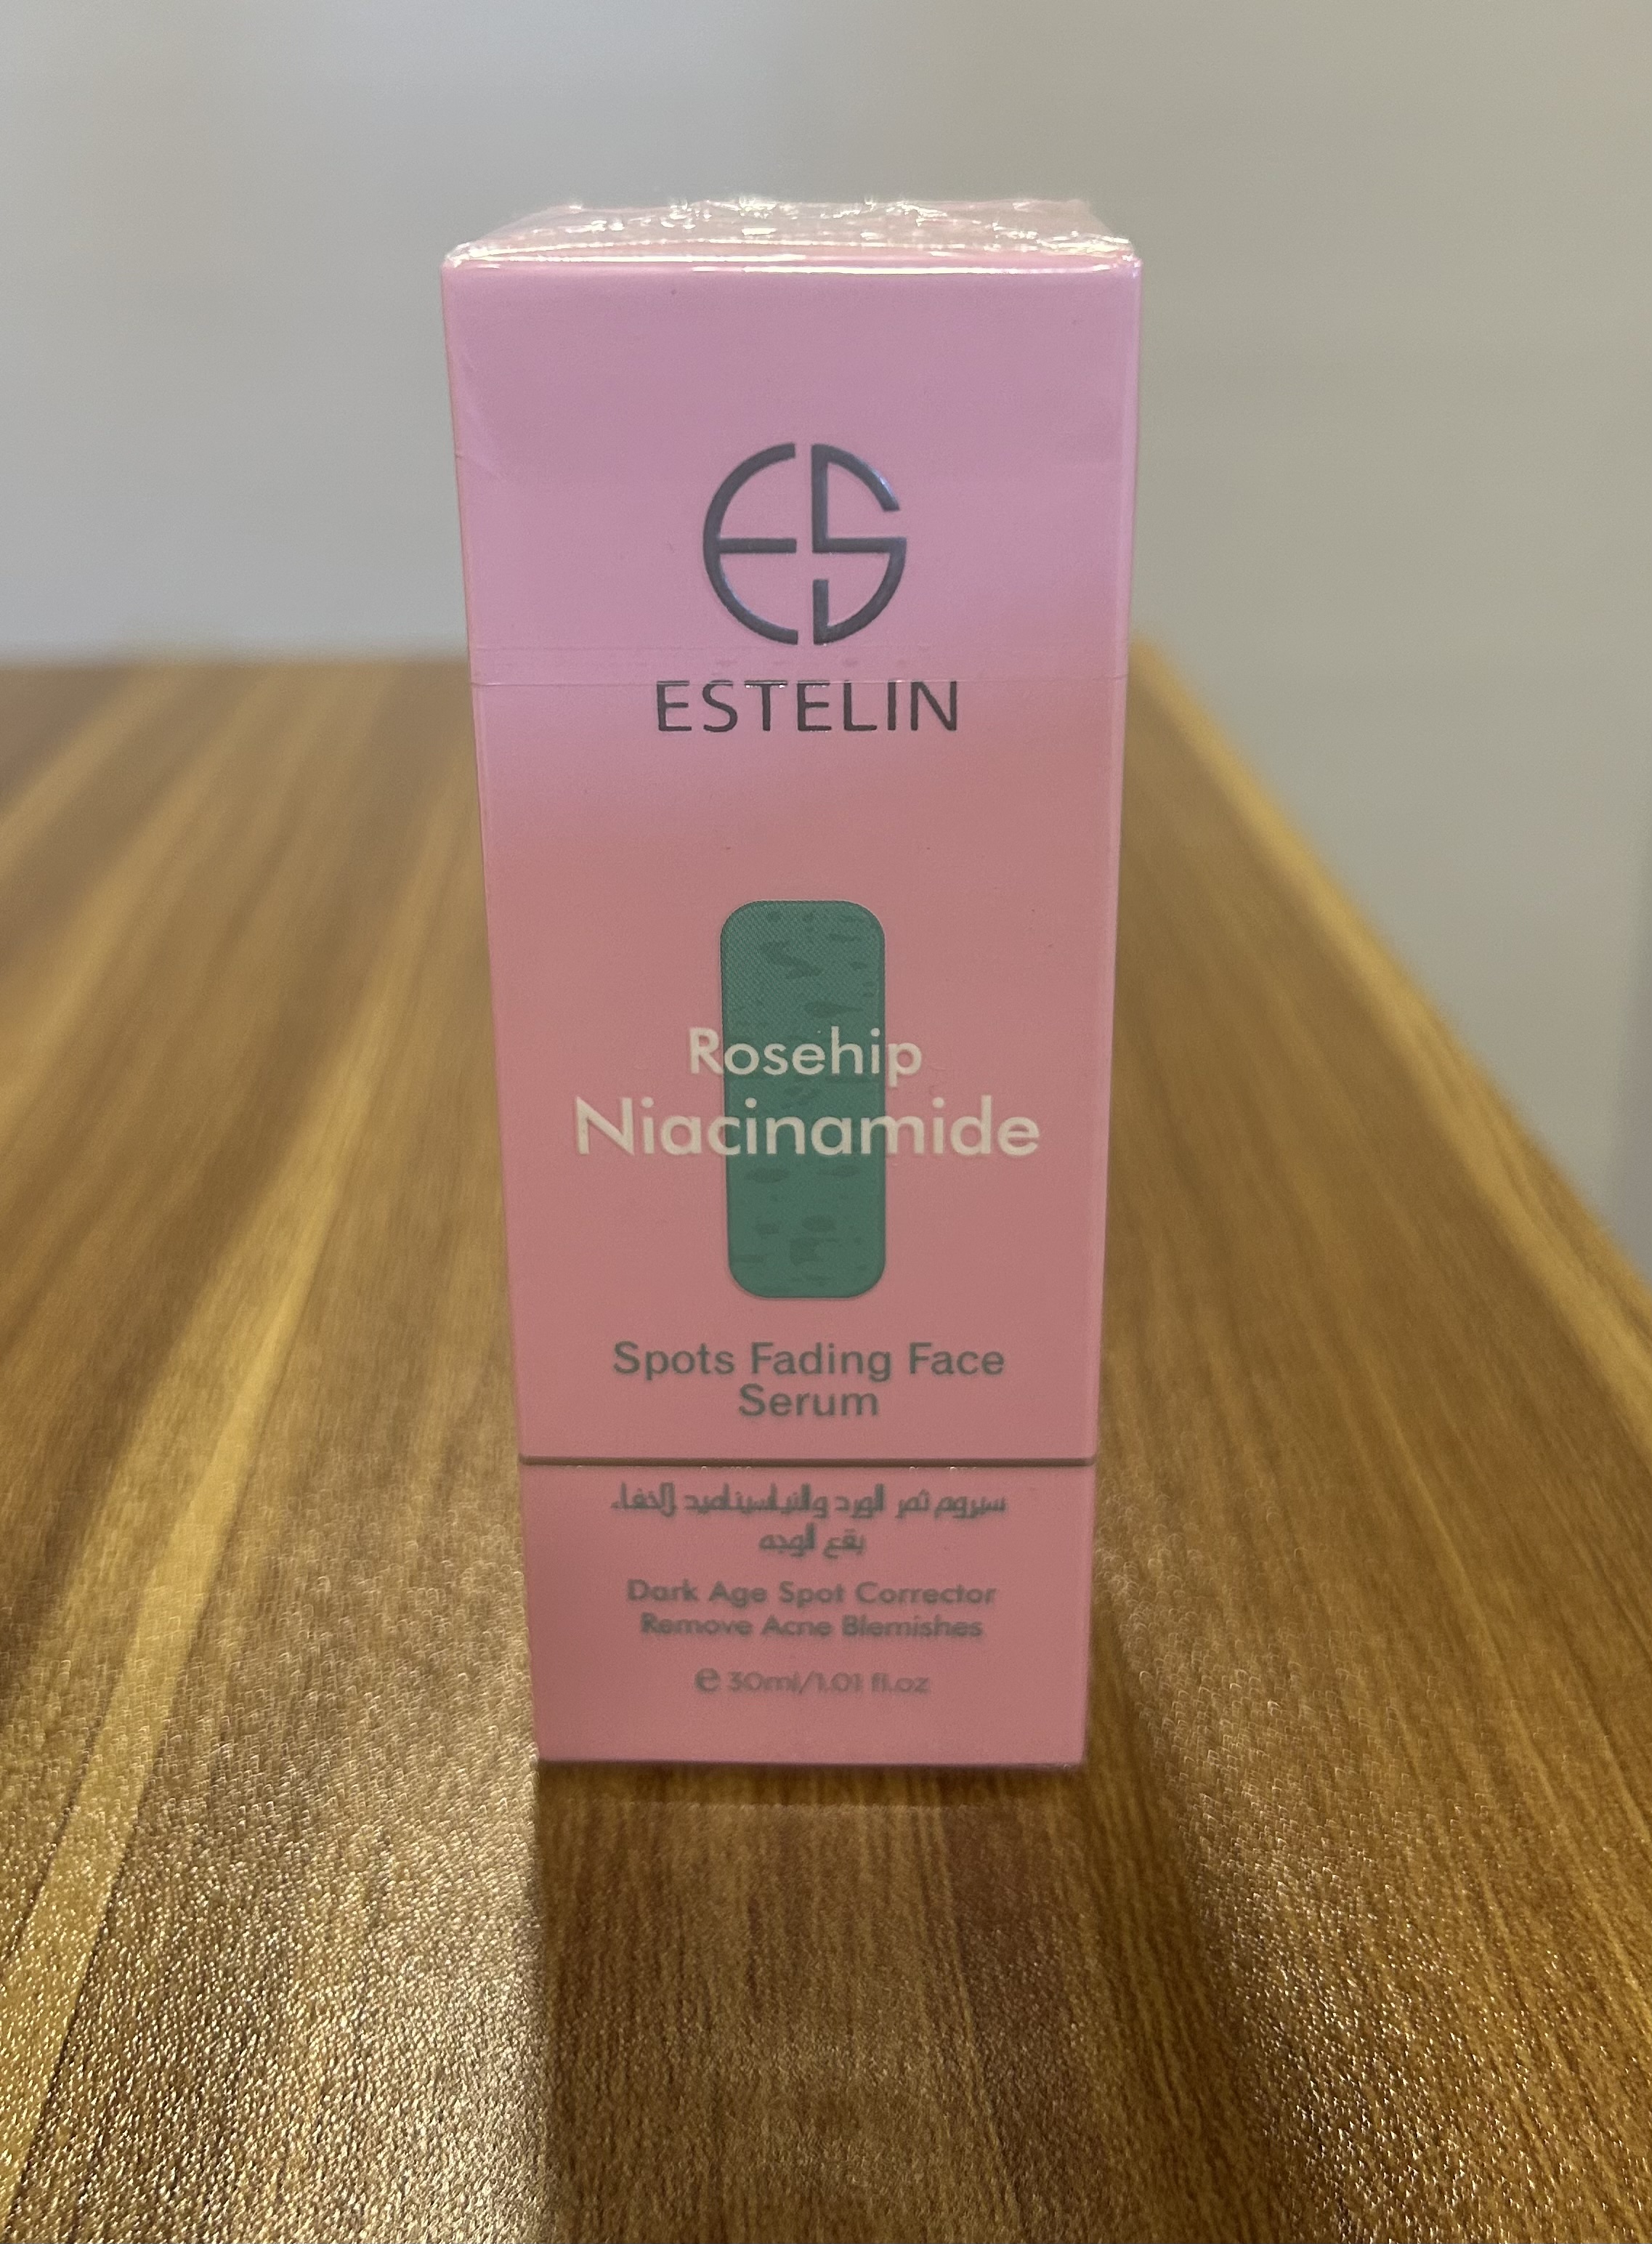 ES
ESTELIN
Rosehip
Niacinamide
Spots Fading Face
Serum
سيروم ثمر الورد والنياسيناميد لإخفاء
بقع الوجه
Dark Age Spot Corrector
Remove Acne Blemishes
e 30ml/1.01 fl.oz